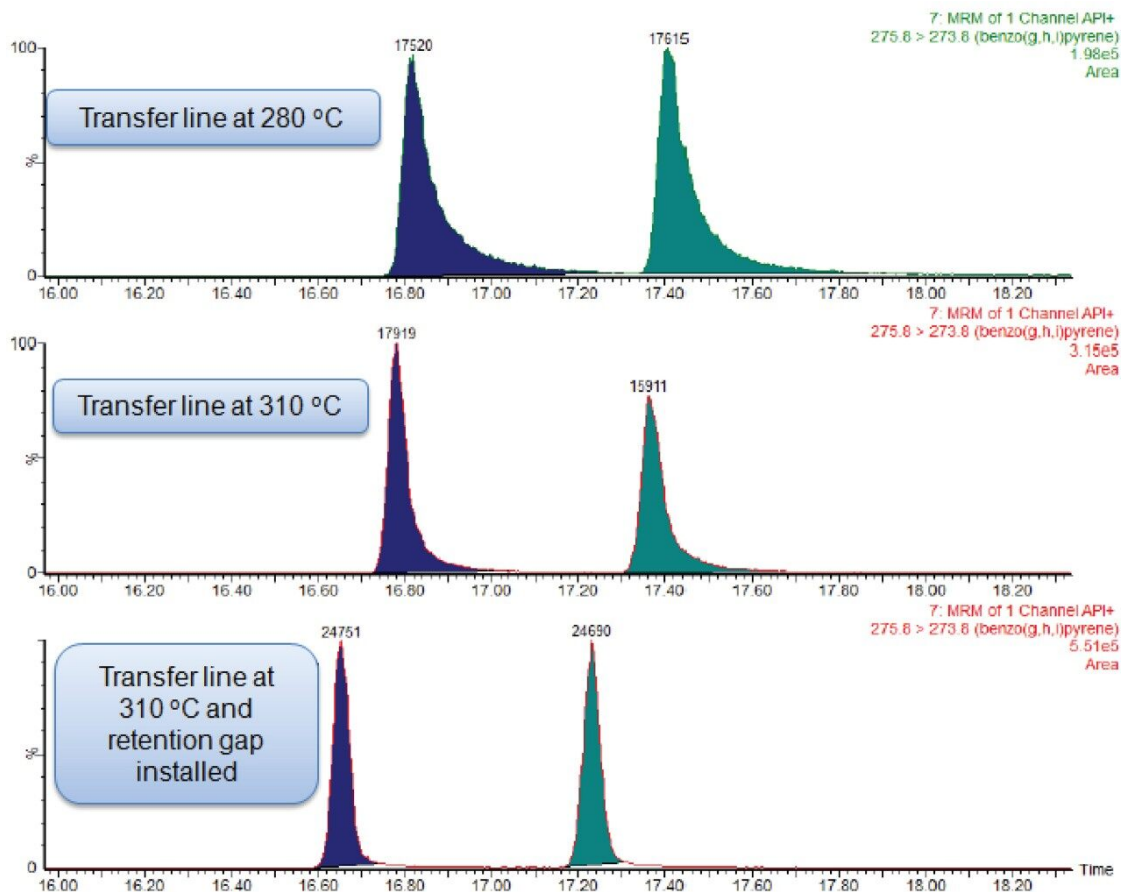 7: MRM of 1 Channel API+
275.8 > 273.8 (benzo(g,h,i)pyrene)
1.98e5
Area
17520
17615
100
Transfer line at 280 °C
%
0
16.00 16.20 16.40 16.60 16.80 17.00 17.20 17.40 17.60 17.80 18.00 18.20
7: MRM of 1 Channel API+
275.8 > 273.8 (benzo(g,h,i)pyrene)
3.15e5
Area
17919
15911
100
Transfer line at 310 °C
%
0
16.00 16.20 16.40 16.60 16.80 17.00 17.20 17.40 17.60 17.80 18.00 18.20
7: MRM of 1 Channel API+
275.8 > 273.8 (benzo(g,h,i)pyrene)
5.51e5
Area
24751
24690
Transfer line at
310 °C and
retention gap
installed
%
0
Time
16.00 16.20 16.40 16.60 16.80 17.00 17.20 17.40 17.60 17.80 18.00 18.20